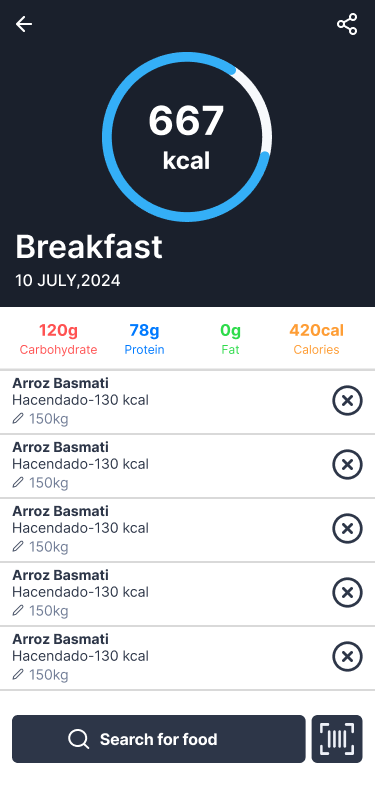 667
kcal
Breakfast
10 JULY,2024
120g 78g 0g 420cal
Carbohydrate Protein Fat Calories
Arroz Basmati
Hacendado-130 kcal
150kg
Arroz Basmati
Hacendado-130 kcal
150kg
Arroz Basmati
Hacendado-130 kcal
150kg
Arroz Basmati
Hacendado-130 kcal
150kg
Arroz Basmati
Hacendado-130 kcal
150kg
Search for food